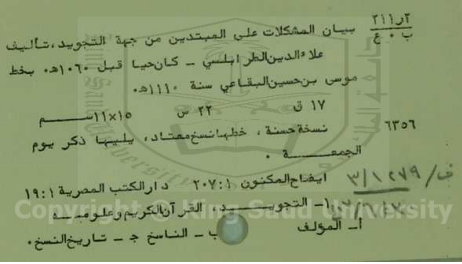 ٢١١٫٢ بيان المشكلات على المبتدئين من جهة التجويد، تأليف
ب ٠ ع علاء الدين الطرابلسي - كان حيا قبل ١٠٦٠هـ، بخط
موسى بن حسين البقاعي سنة ١١١٠هـ.
١٧ ق ٢٢ س ١٥×١١سم
٦٣٥٦ نسخة حسنة، خطها نسخ معتاد، يليها ذكر يوم
الجمعة.
ف/١٢٧٩/٣ ايضاح المكنون ٢٠٧:١ دار الكتب المصرية ١٩:١
١- التجويد، القرآن الكريم وعلومه
أ- المؤلف ب - الناسخ ج - تاريخ النسخ.
Copyright © King Saud University